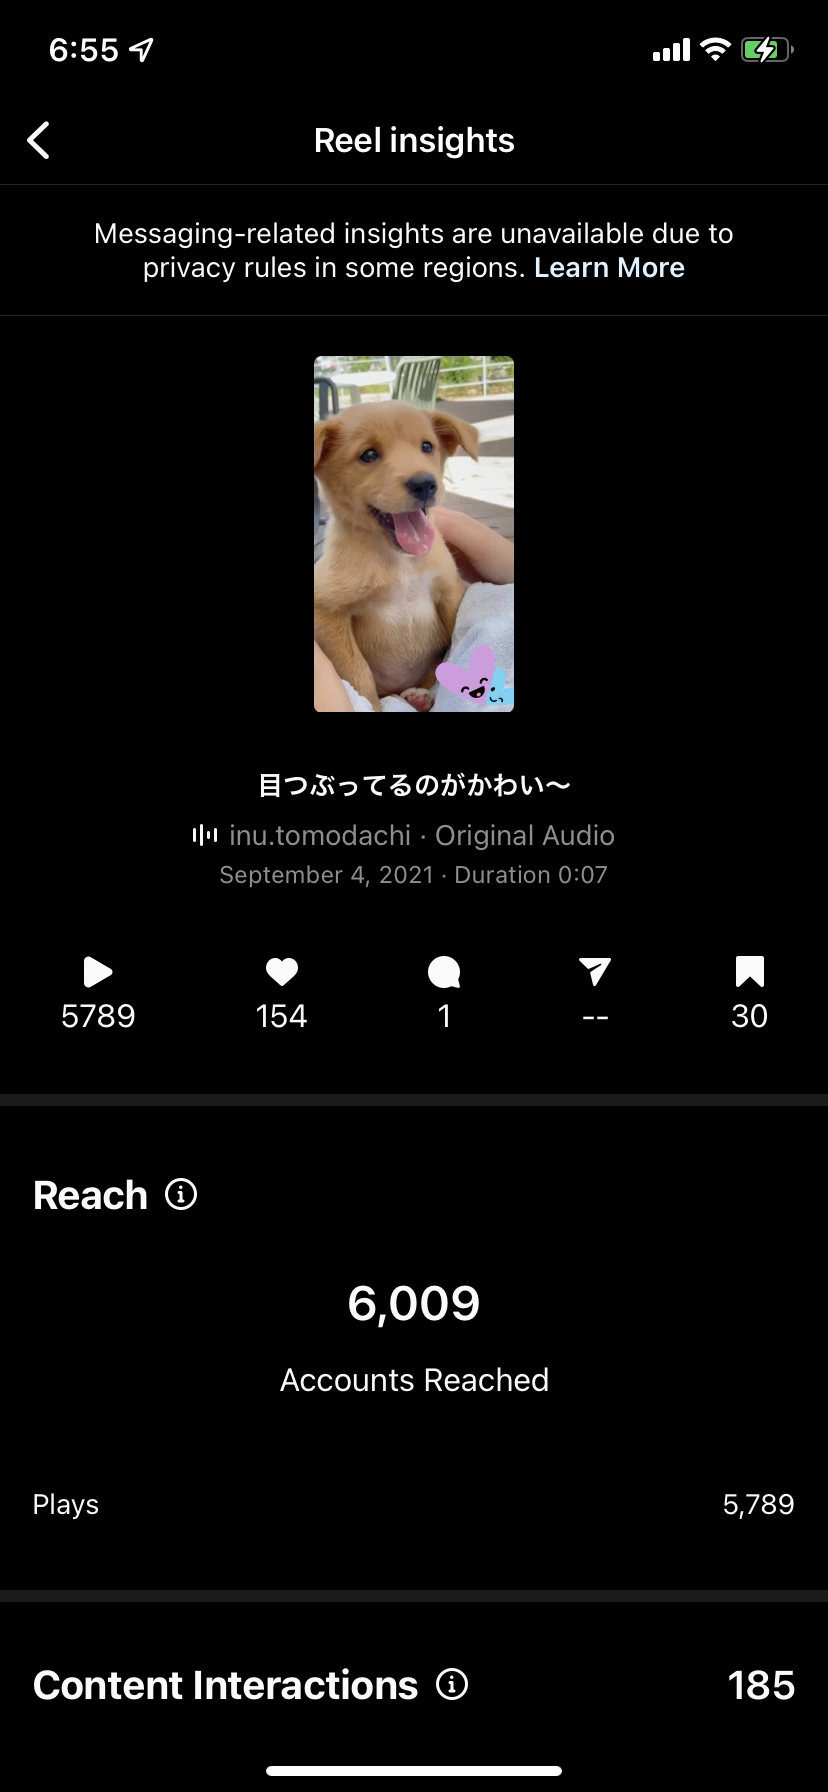 6:55
Reel insights
Messaging-related insights are unavailable due to
privacy rules in some regions. Learn More
目つぶってるのがかわい〜
inu.tomodachi · Original Audio
September 4, 2021 · Duration 0:07
5789 154 1 -- 30
Reach
6,009
Accounts Reached
Plays 5,789
Content Interactions 185